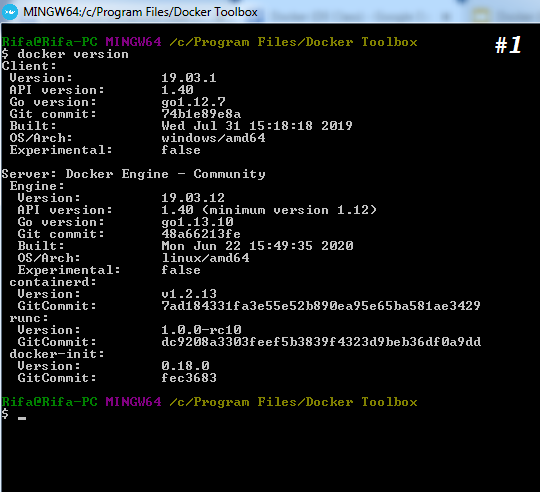 MINGW64:/c/Program Files/Docker Toolbox
Rifa@Rifa-PC MINGW64 /c/Program Files/Docker Toolbox
#1
$ docker version
Client:
Version: 19.03.1
API version: 1.40
Go version: go1.12.7
Git commit: 74b1e89e8a
Built: Wed Jul 31 15:18:18 2019
OS/Arch: windows/amd64
Experimental: false
Server: Docker Engine - Community
Engine:
Version: 19.03.12
API version: 1.40 (minimum version 1.12)
Go version: go1.13.10
Git commit: 48a66213fe
Built: Mon Jun 22 15:49:35 2020
OS/Arch: linux/amd64
Experimental: false
containerd:
Version: v1.2.13
GitCommit: 7ad184331fa3e55e52b890ea95e65ba581ae3429
runc:
Version: 1.0.0-rc10
GitCommit: dc9208a3303feef5b3839f4323d9beb36df0a9dd
docker-init:
Version: 0.18.0
GitCommit: fec3683
Rifa@Rifa-PC MINGW64 /c/Program Files/Docker Toolbox
$ _